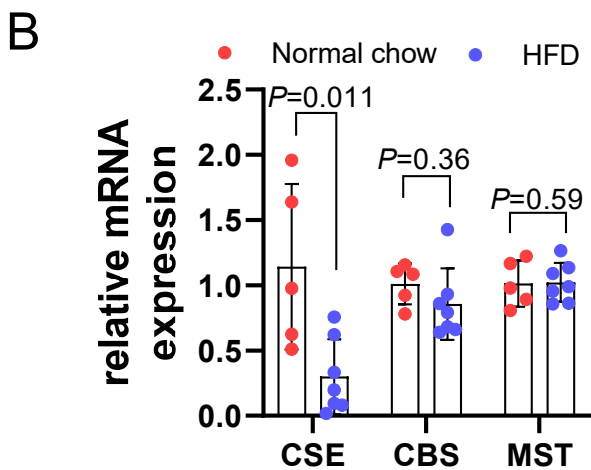 B
Normal chow HFD
relative mRNA
expression
2.5
2.0
1.5
1.0
0.5
0.0
P=0.011
P=0.36
P=0.59
CSE CBS MST